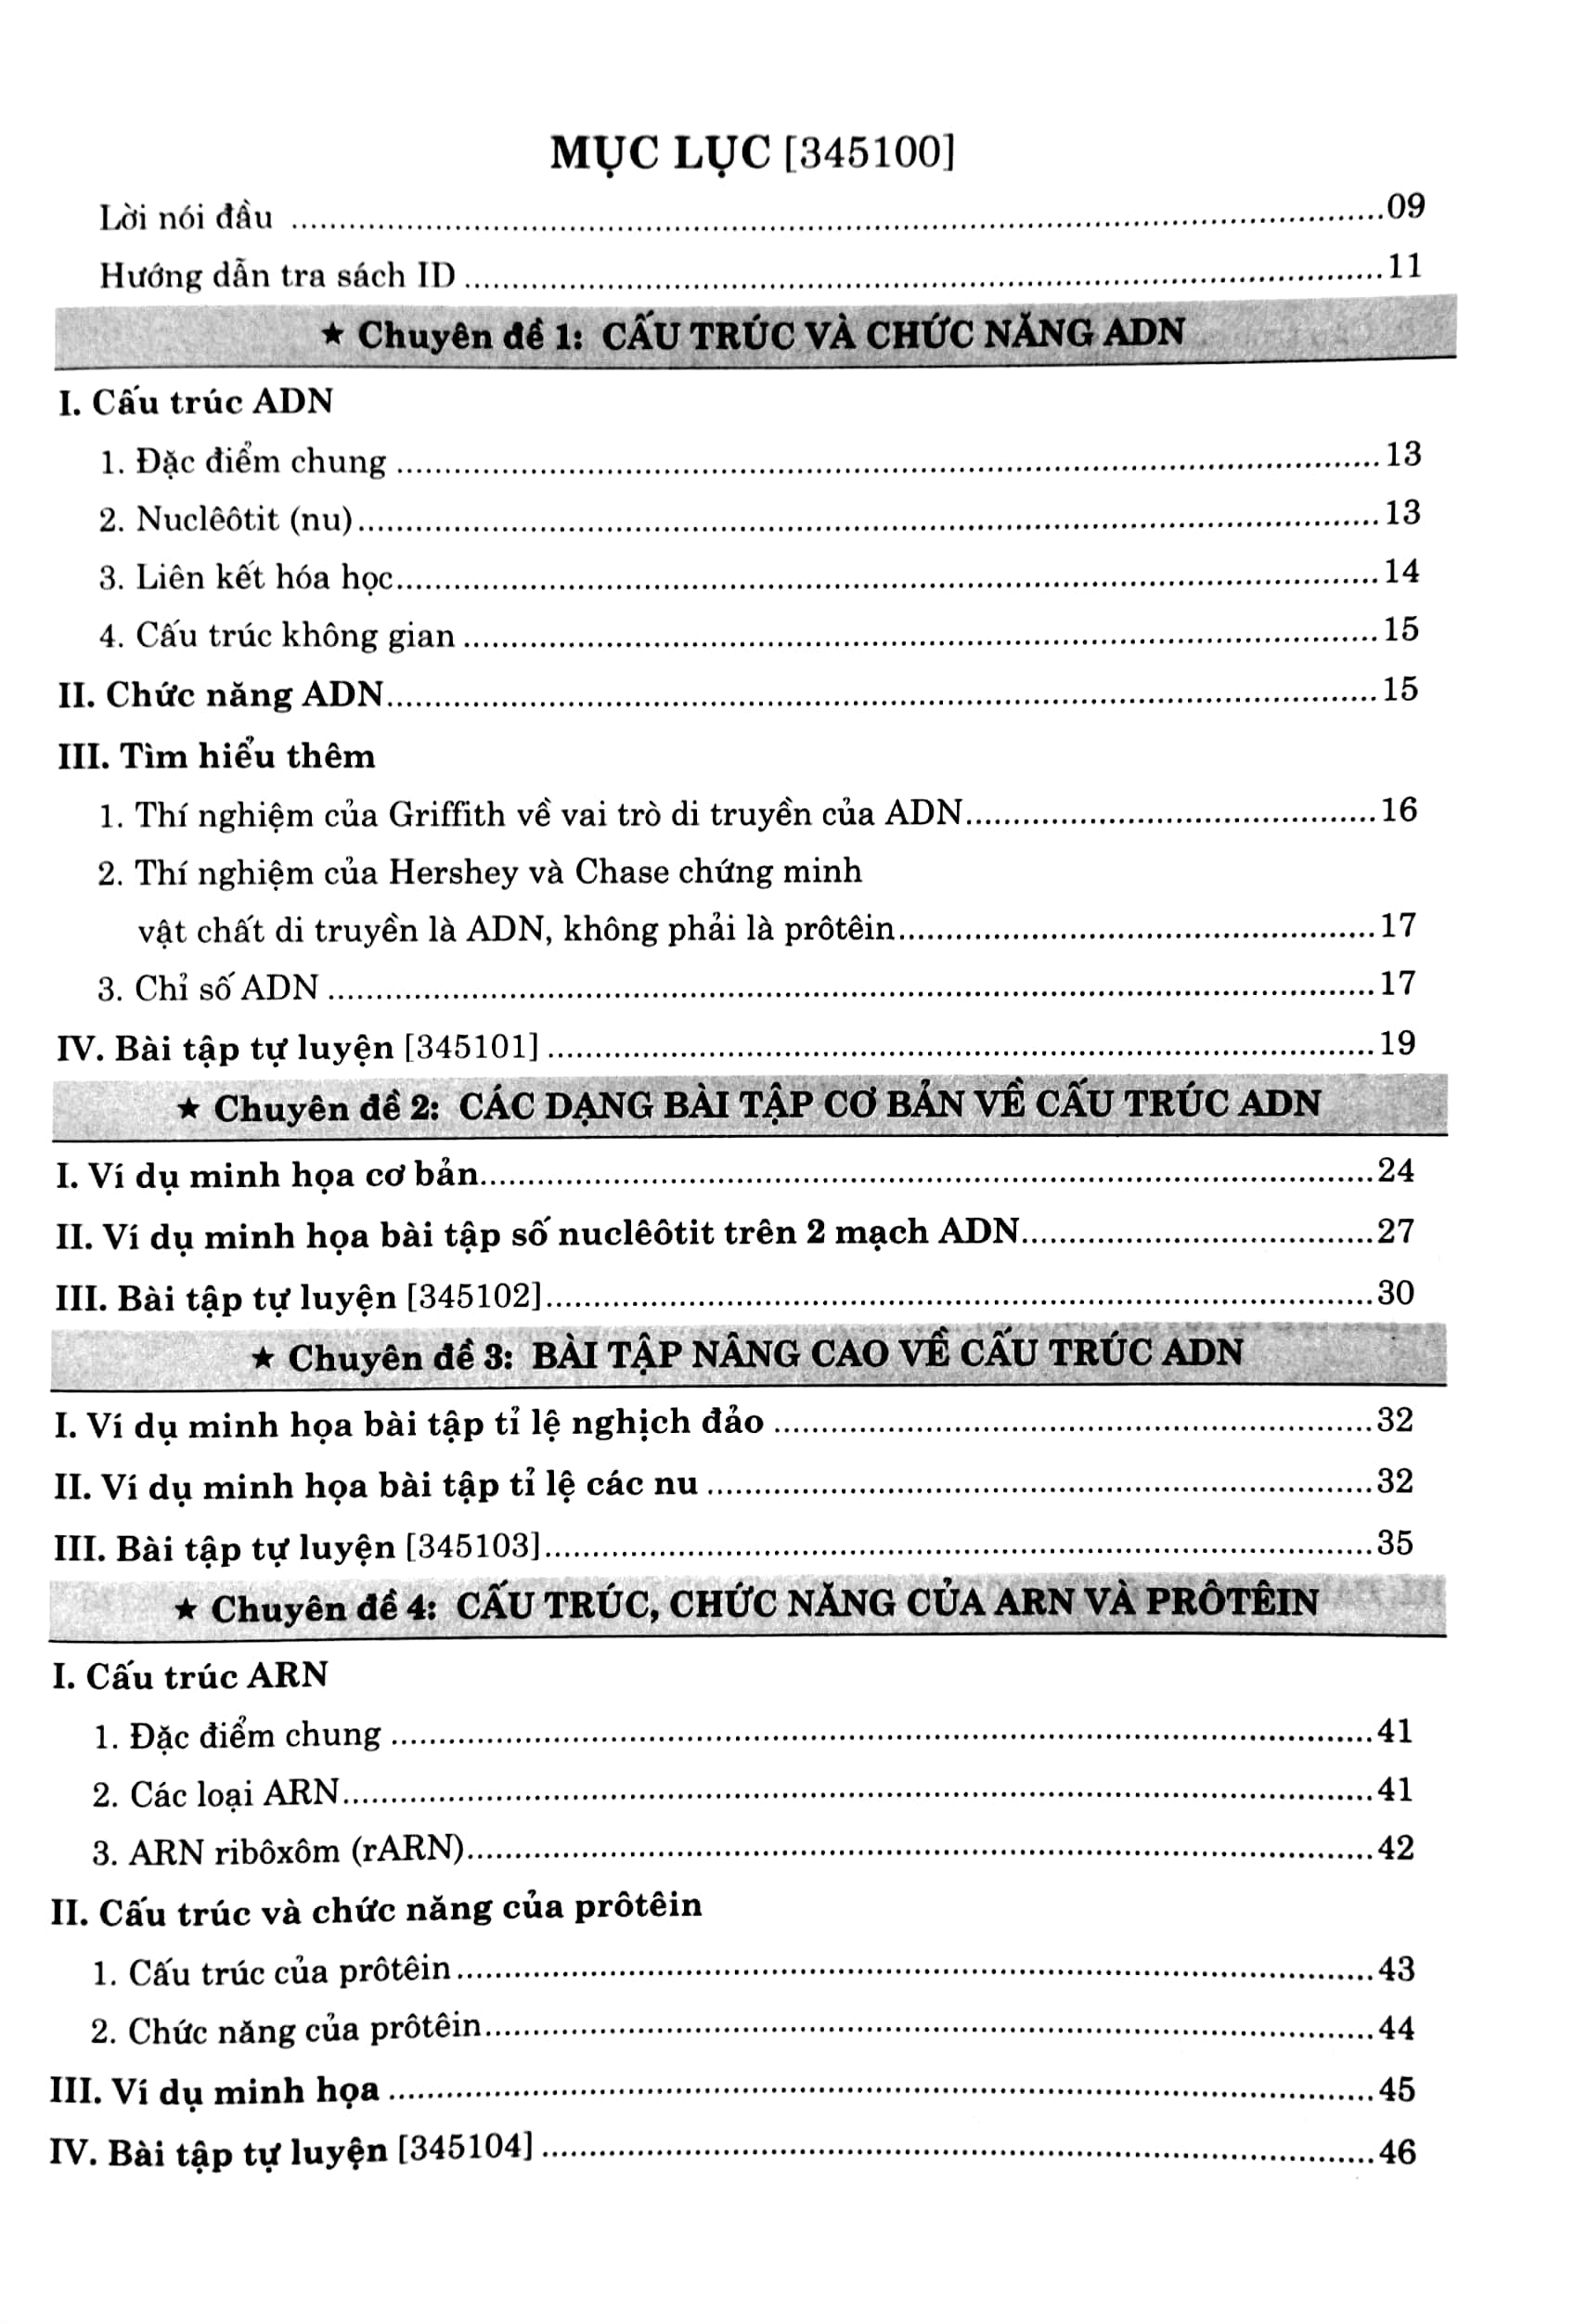 MỤC LỤC [345100]
Lời nói đầu ........09
Hướng dẫn tra sách ID ........11
★ Chuyên đề 1: CẤU TRÚC VÀ CHỨC NĂNG ADN
I. Cấu trúc ADN
1. Đặc điểm chung ........13
2. Nuclêôtit (nu) ........13
3. Liên kết hóa học ........14
4. Cấu trúc không gian ........15
II. Chức năng ADN ........15
III. Tìm hiểu thêm
1. Thí nghiệm của Griffith về vai trò di truyền của ADN ........16
2. Thí nghiệm của Hershey và Chase chứng minh
vật chất di truyền là ADN, không phải là prôtêin ........17
3. Chỉ số ADN ........17
IV. Bài tập tự luyện [345101] ........19
★ Chuyên đề 2: CÁC DẠNG BÀI TẬP CƠ BẢN VỀ CẤU TRÚC ADN
I. Ví dụ minh họa cơ bản ........24
II. Ví dụ minh họa bài tập số nuclêôtit trên 2 mạch ADN ........27
III. Bài tập tự luyện [345102] ........30
★ Chuyên đề 3: BÀI TẬP NÂNG CAO VỀ CẤU TRÚC ADN
I. Ví dụ minh họa bài tập tỉ lệ nghịch đảo ........32
II. Ví dụ minh họa bài tập tỉ lệ các nu ........32
III. Bài tập tự luyện [345103] ........35
★ Chuyên đề 4: CẤU TRÚC, CHỨC NĂNG CỦA ARN VÀ PRÔTÊIN
I. Cấu trúc ARN
1. Đặc điểm chung ........41
2. Các loại ARN ........41
3. ARN ribôxôm (rARN) ........42
II. Cấu trúc và chức năng của prôtêin
1. Cấu trúc của prôtêin ........43
2. Chức năng của prôtêin ........44
III. Ví dụ minh họa ........45
IV. Bài tập tự luyện [345104] ........46